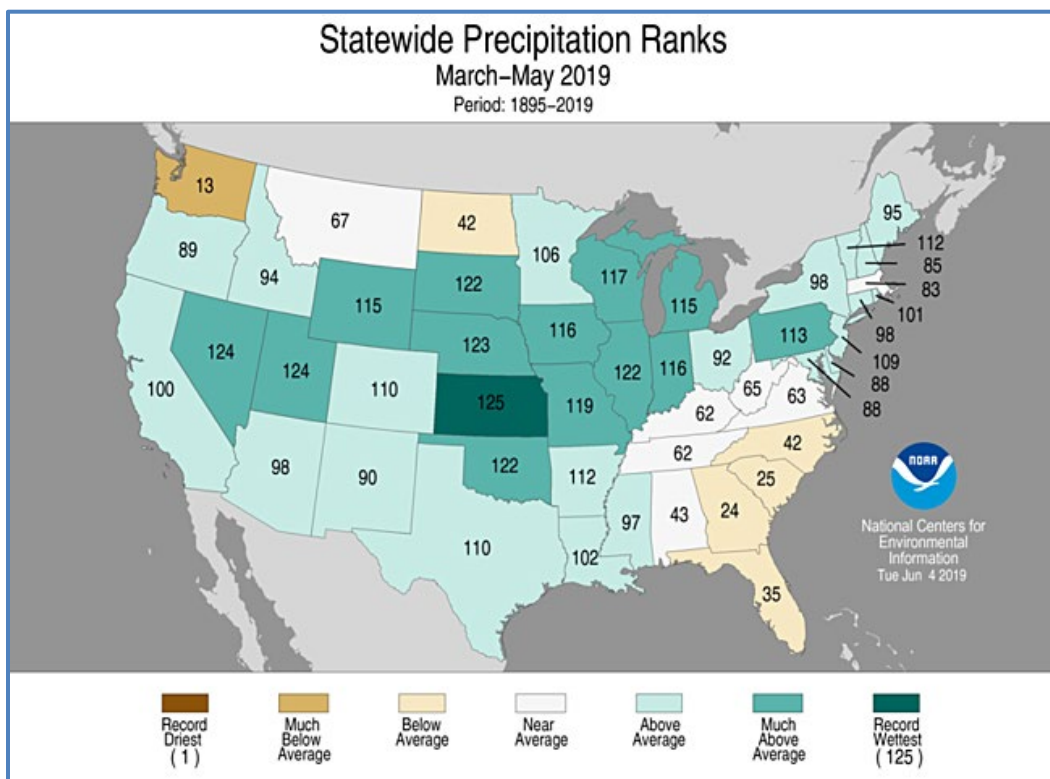 Statewide Precipitation Ranks
March–May 2019
Period: 1895–2019
13
67
42
106
95
89
94
115
122
117
115
98
112
85
83
101
98
109
88
88
124
124
110
123
116
122
116
92
113
100
125
119
62
65
63
98
90
122
112
62
42
25
24
43
97
110
102
35
NOAA
National Centers for
Environmental
Information
Tue Jun 4 2019
Record
Driest
(1)
Much
Below
Average
Below
Average
Near
Average
Above
Average
Much
Above
Average
Record
Wettest
(125)